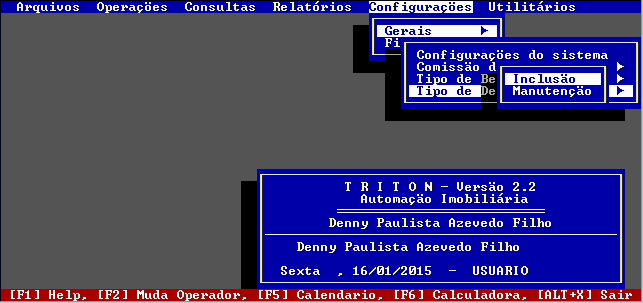 Arquivos Operações Consultas Relatórios Configurações Utilitários
Gerais
Fi
Configurações do sistema
Comissão d
Tipo de Be
Tipo de De
Inclusão
Manutenção
T R I T O N - Versão 2.2
Automação Imobiliária
Denny Paulista Azevedo Filho
Denny Paulista Azevedo Filho
Sexta , 16/01/2015 - USUARIO
[F1] Help, [F2] Muda Operador, [F5] Calendario, [F6] Calculadora, [ALT+X] Sair